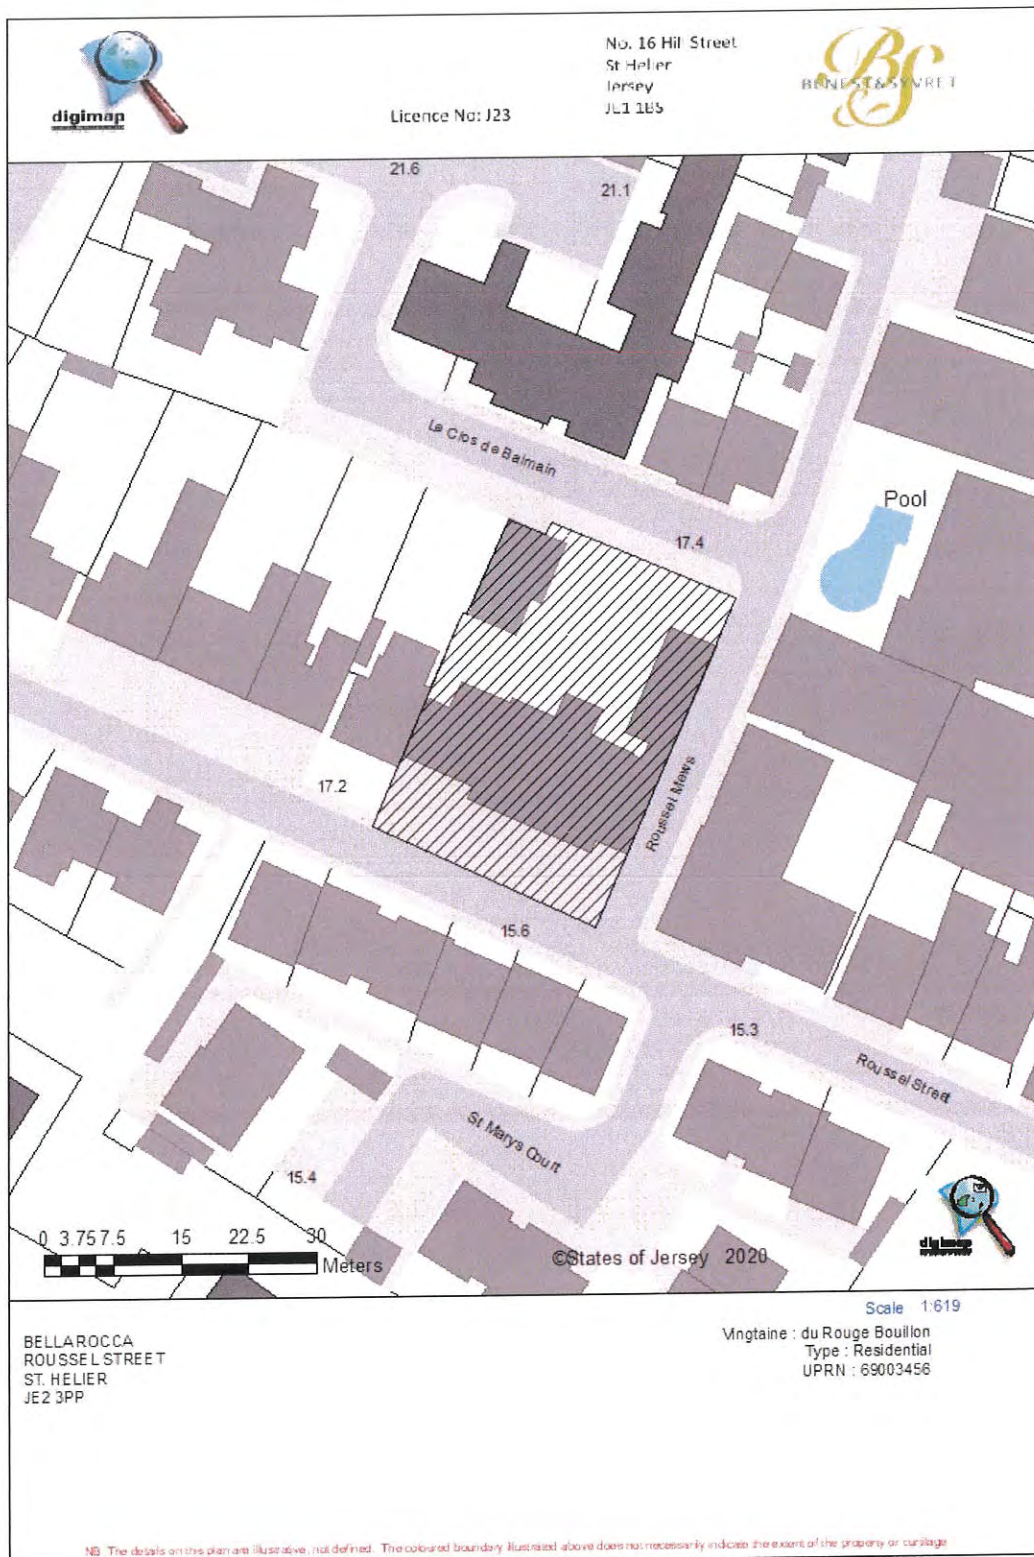 digimap
Licence No: J23
No. 16 Hill Street
St Helier
Jersey
JE1 1BS
BS
BENEST & SYVRET
21.6
21.1
Le Clos de Balmain
Pool
17.4
Roussel Mews
17.2
15.6
15.3
Roussel Street
St Marys Court
15.4
0 3.75 7.5 15 22.5 30
Meters
©States of Jersey 2020
digimap
Scale 1:619
BELLAROCCA
ROUSSEL STREET
ST. HELIER
JE2 3PP
Vingtaine : du Rouge Bouillon
Type : Residential
UPRN : 69003456
NB The details on this plan are illustrative, not defined. The coloured boundary illustrated above does not necessarily indicate the extent of the property or curtilage